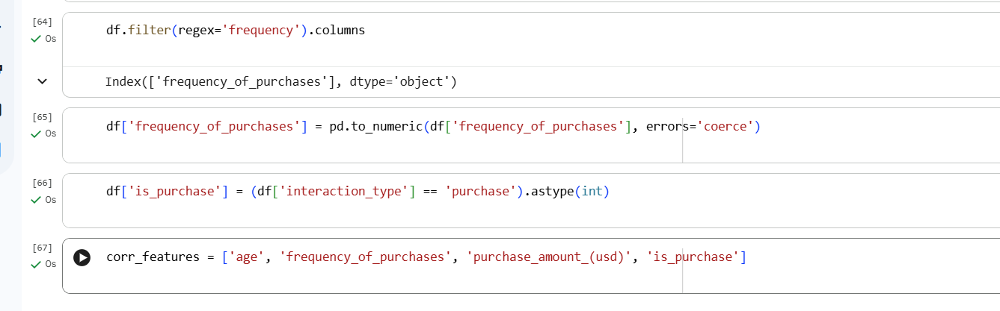 [64]
df.filter(regex='frequency').columns
0s
Index(['frequency_of_purchases'], dtype='object')
[65]
df['frequency_of_purchases'] = pd.to_numeric(df['frequency_of_purchases'], errors='coerce')
0s
[66]
df['is_purchase'] = (df['interaction_type'] == 'purchase').astype(int)
0s
[67]
corr_features = ['age', 'frequency_of_purchases', 'purchase_amount_(usd)', 'is_purchase']
0s